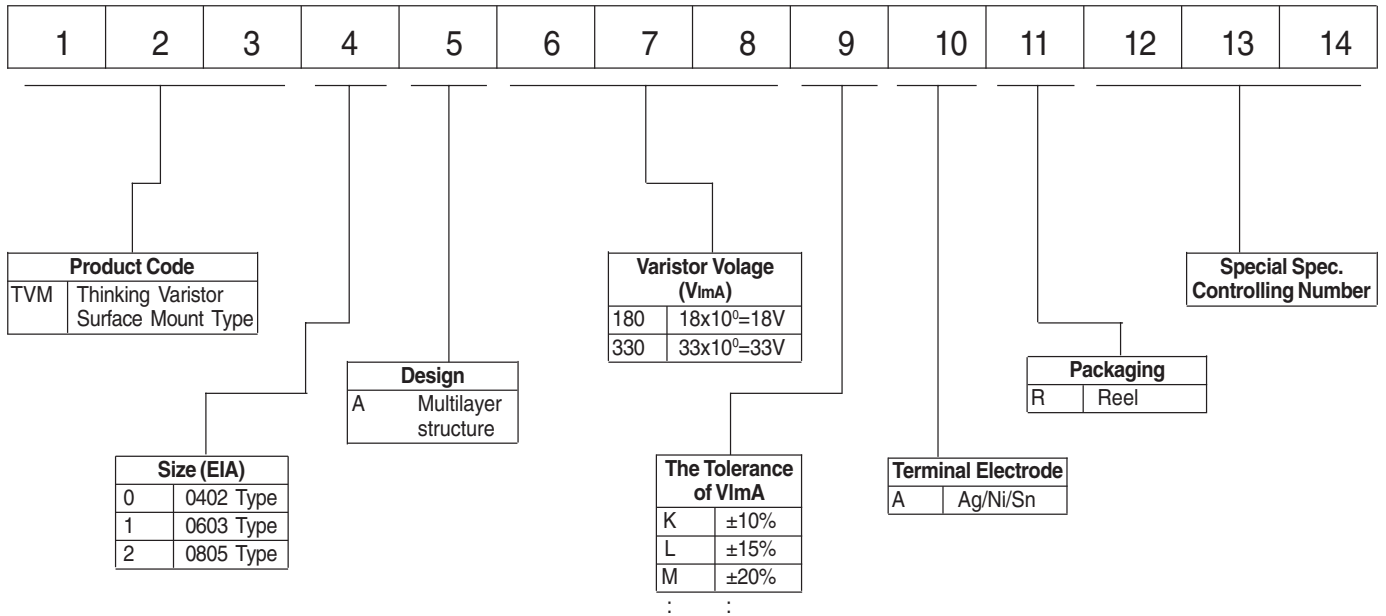 1 2 3 4 5 6 7 8 9 10 11 12 13 14
Product Code
TVM Thinking Varistor
Surface Mount Type
Varistor Volage
(VImA)
180 18x10⁰=18V
330 33x10⁰=33V
Special Spec.
Controlling Number
Design
A Multilayer
structure
Packaging
R Reel
Size (EIA)
0 0402 Type
1 0603 Type
2 0805 Type
The Tolerance
of VImA
K ±10%
L ±15%
M ±20%
: :
Terminal Electrode
A Ag/Ni/Sn